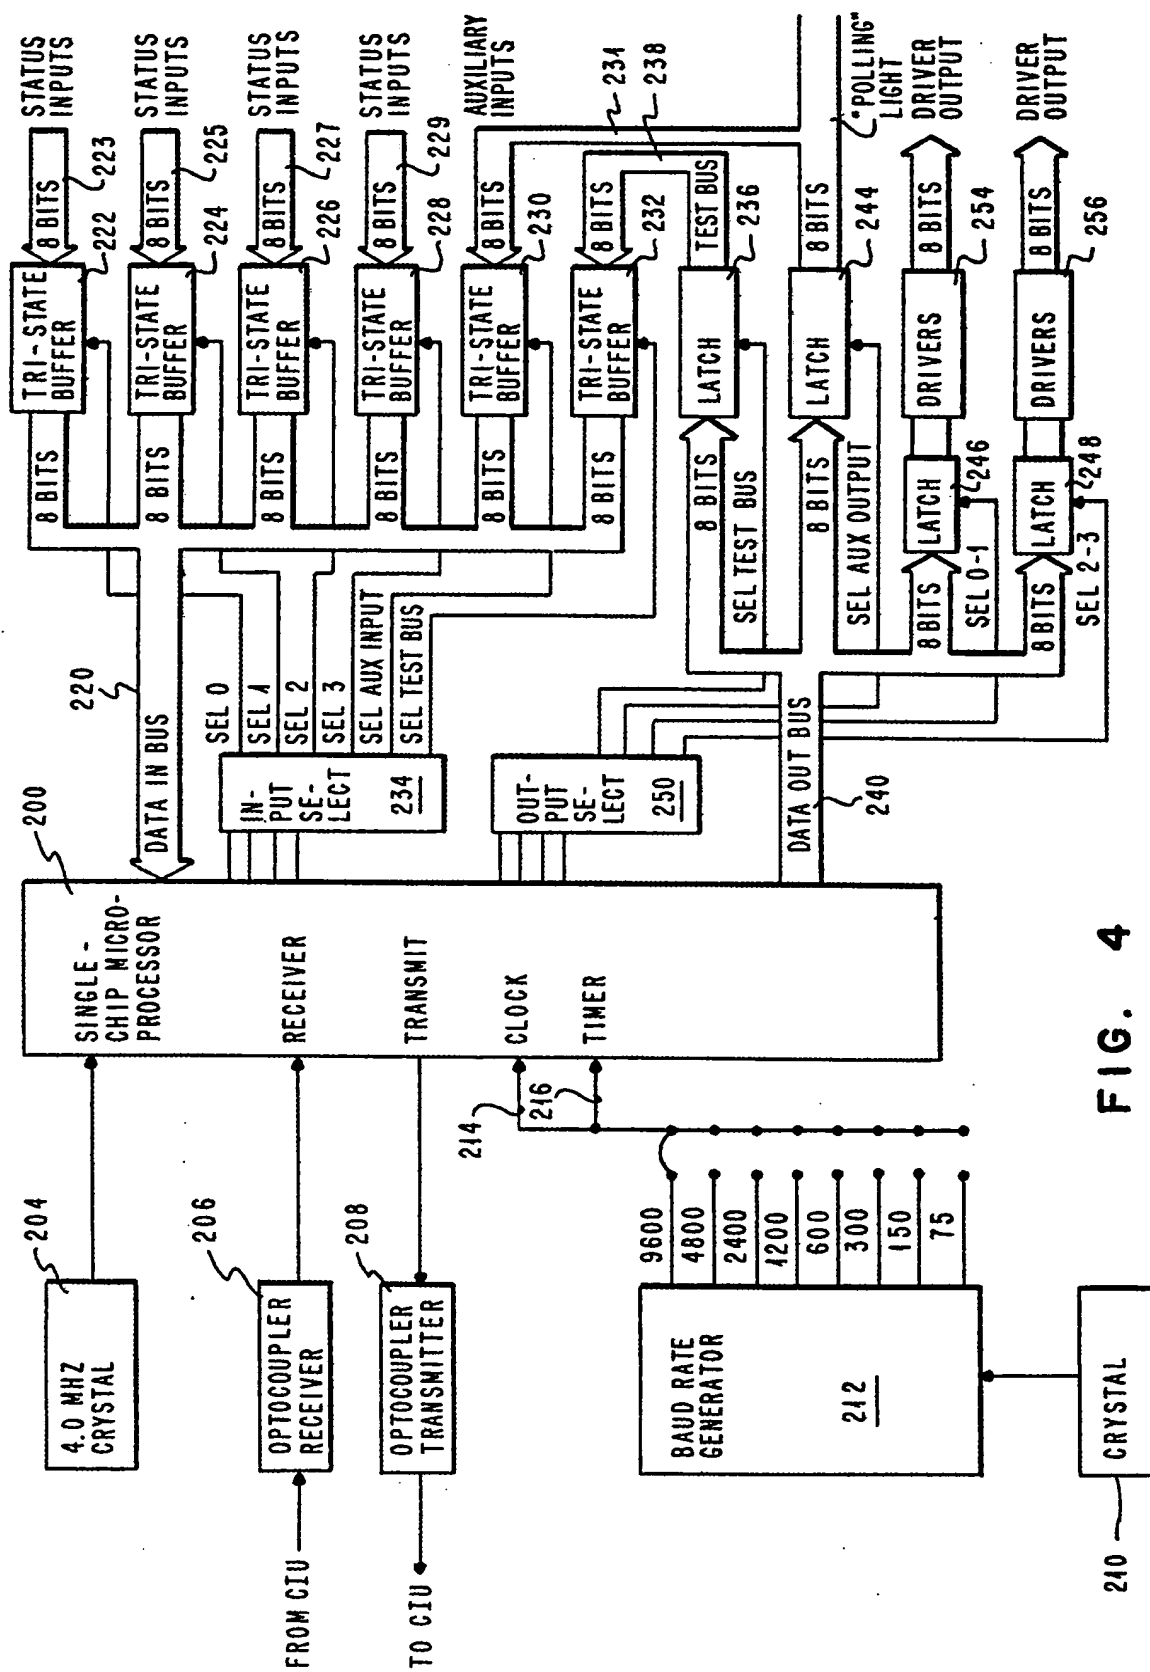 STATUS
INPUTS
STATUS
INPUTS
STATUS
INPUTS
STATUS
INPUTS
AUXILIARY
INPUTS
234
238
"POLLING"
LIGHT
DRIVER
OUTPUT
DRIVER
OUTPUT
8 BITS
223
8 BITS
225
8 BITS
227
8 BITS
229
8 BITS
8 BITS
TEST BUS
8 BITS
8 BITS
8 BITS
222
224
226
228
230
232
236
244
254
256
TRI-STATE
BUFFER
TRI-STATE
BUFFER
TRI-STATE
BUFFER
TRI-STATE
BUFFER
TRI-STATE
BUFFER
TRI-STATE
BUFFER
LATCH
LATCH
DRIVERS
DRIVERS
8 BITS
8 BITS
8 BITS
8 BITS
8 BITS
8 BITS
8 BITS
SEL TEST BUS
8 BITS
SEL AUX OUTPUT
LATCH
246
LATCH
248
8 BITS
SEL 0-1
8 BITS
SEL 2-3
220
DATA IN BUS
SEL 0
SEL 1
SEL 2
SEL 3
SEL AUX INPUT
SEL TEST BUS
IN-
PUT
SE-
LECT
234
OUT-
PUT
SE-
LECT
250
DATA OUT BUS
240
200
SINGLE-
CHIP MICRO-
PROCESSOR
RECEIVER
TRANSMIT
CLOCK
TIMER
214
216
204
4.0 MHZ
CRYSTAL
206
OPTOCOUPLER
RECEIVER
208
OPTOCOUPLER
TRANSMITTER
FROM CIU
TO CIU
9600
4800
2400
1200
600
300
150
75
BAUD RATE
GENERATOR
212
CRYSTAL
210
FIG. 4